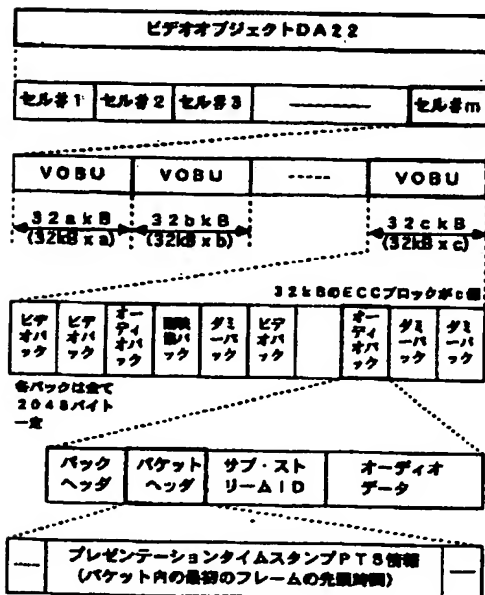 ビデオオブジェクトDA22
セル#1 セル#2 セル#3 セル#m
VOBU VOBU ----- VOBU
32akB 32bkB 32ckB
(32kB x a) (32kB x b) (32kB x c)
32kBのECCブロックがc個
ビデオパック ビデオパック オーディオパック 副映像パック ダミーパック ビデオパック オーディオパック ダミーパック ダミーパック
各パックは全て
2048バイト
一定
パック パケット サブ・スト オーディオ
ヘッダ ヘッダ リームID データ
プレゼンテーションタイムスタンプPTS情報
(パケット内の最初のフレームの先頭時間)